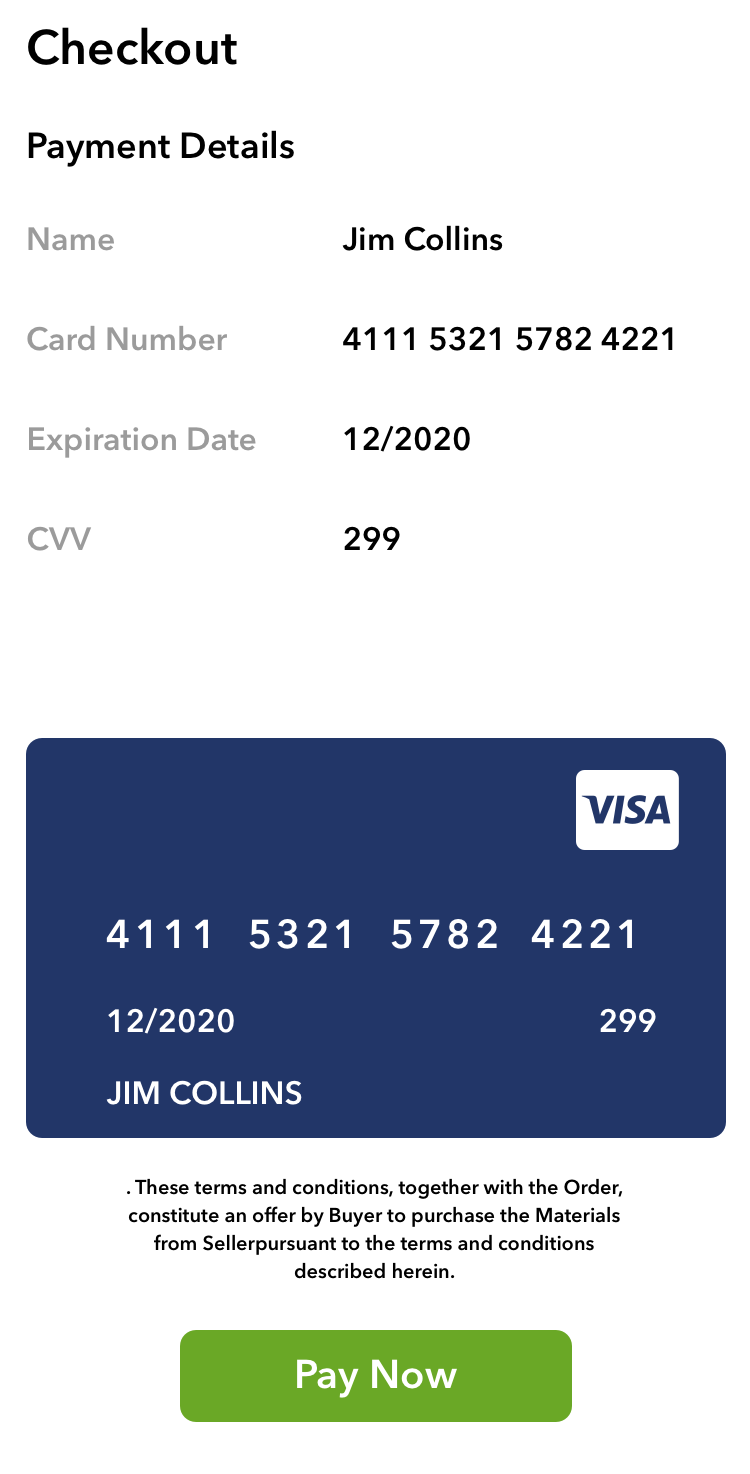 Checkout
Payment Details
Name Jim Collins
Card Number 4111 5321 5782 4221
Expiration Date 12/2020
CVV 299
VISA
4111 5321 5782 4221
12/2020 299
JIM COLLINS
. These terms and conditions, together with the Order,
constitute an offer by Buyer to purchase the Materials
from Sellerpursuant to the terms and conditions
described herein.
Pay Now